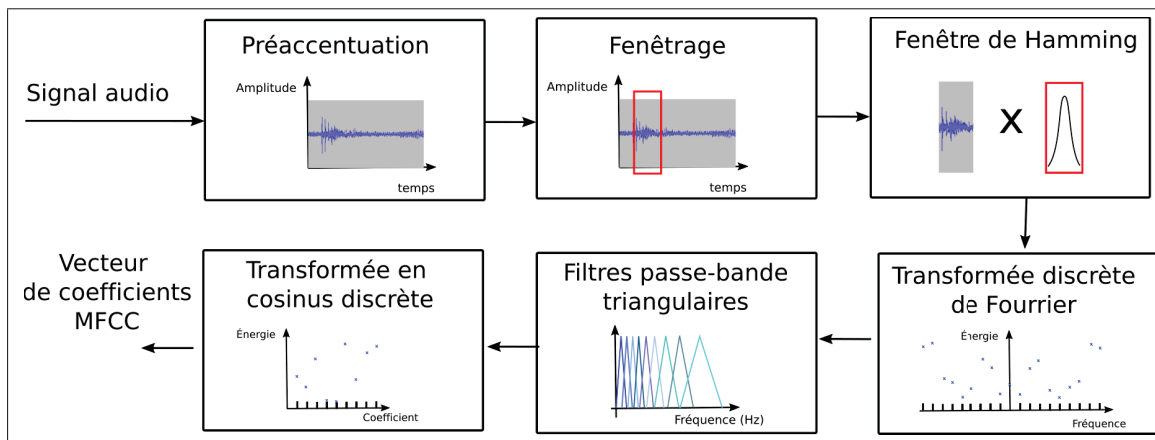 Signal audio
Préaccentuation
Amplitude
temps
Fenêtrage
Amplitude
temps
Fenêtre de Hamming
X
Transformée discrète
de Fourrier
Énergie
Fréquence
Filtres passe-bande
triangulaires
Fréquence (Hz)
Transformée en
cosinus discrète
Énergie
Coefficient
Vecteur
de coefficients
MFCC